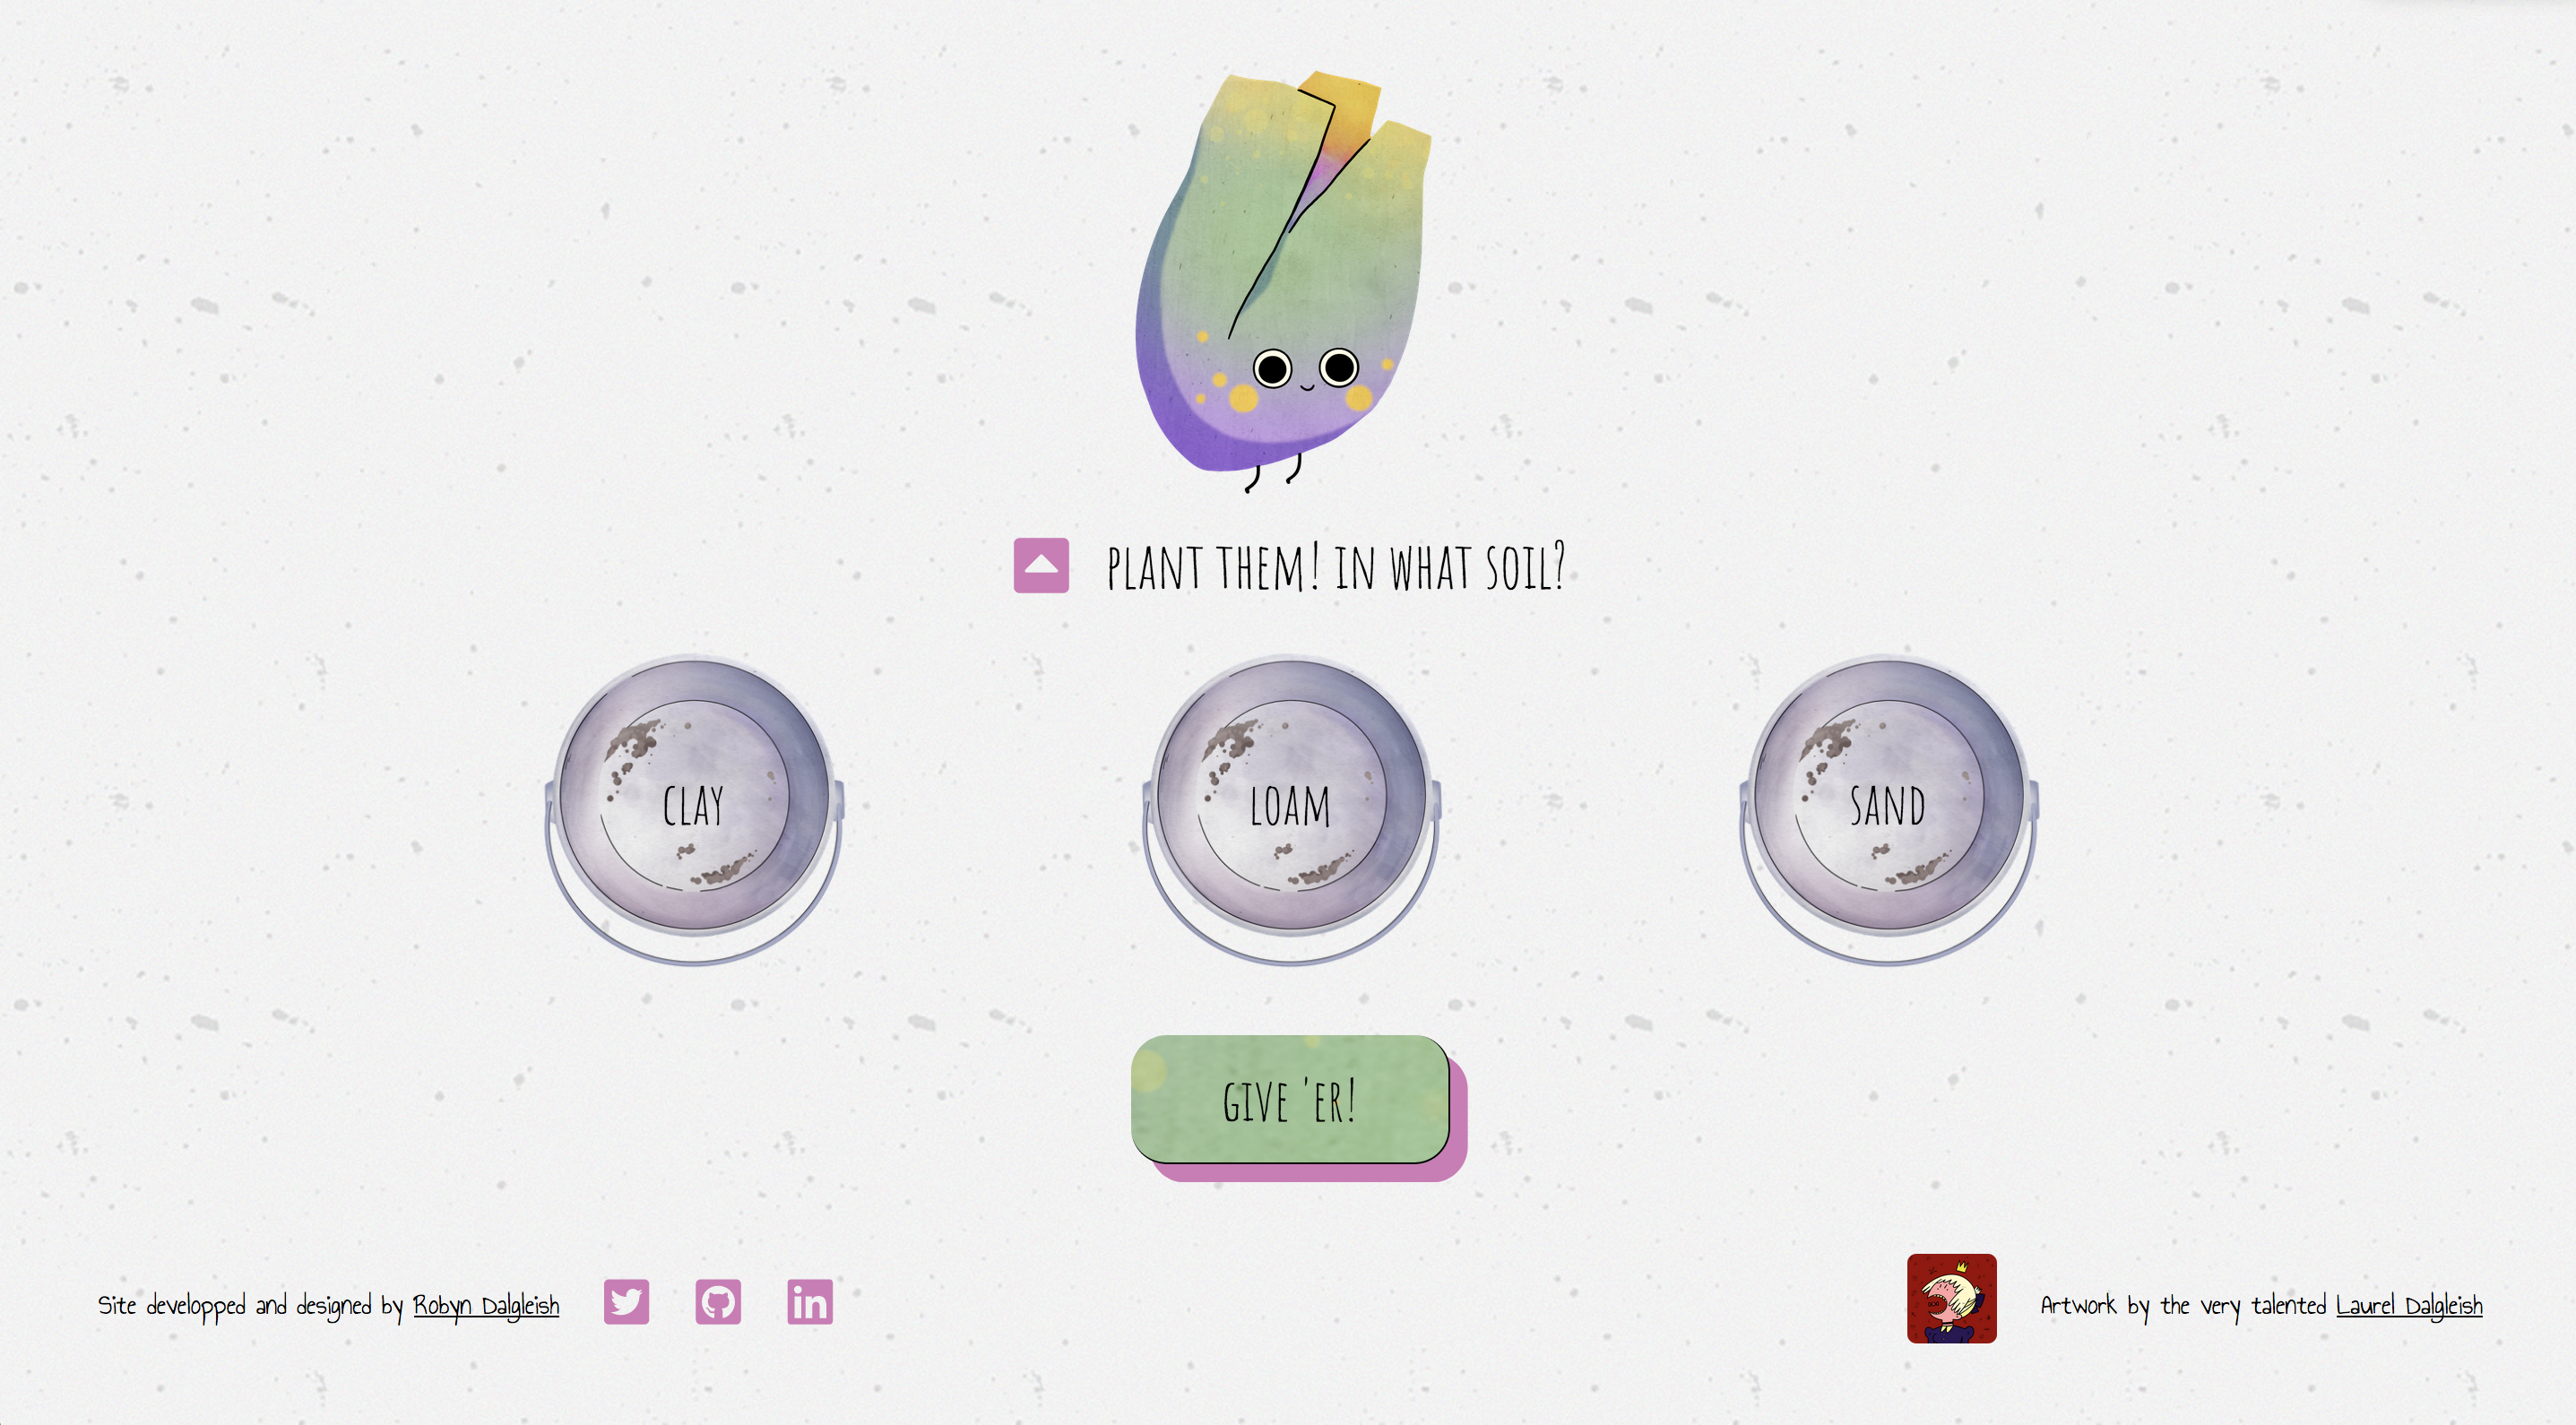 PLANT THEM! IN WHAT SOIL?
CLAY
LOAM
SAND
GIVE 'ER!
Site developped and designed by Robyn Dalgleish
in
Artwork by the very talented Laurel Dalgleish